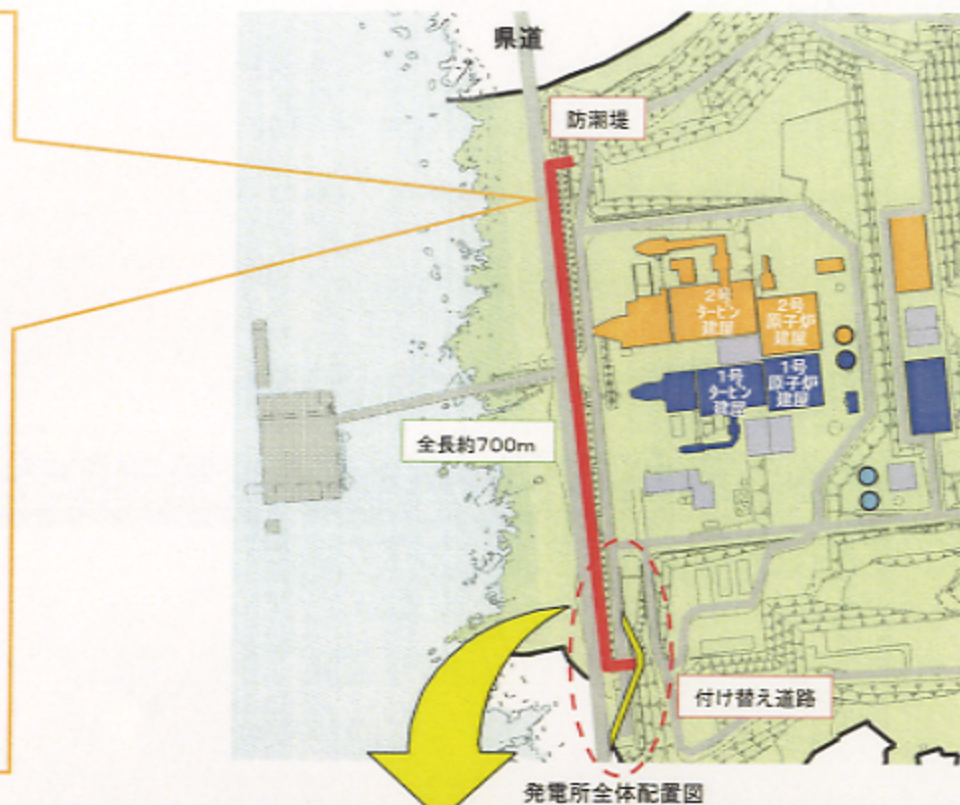 県道
防潮堤
2号
タービン
建屋
2号
原子炉
建屋
1号
タービン
建屋
1号
原子炉
建屋
全長約700m
付け替え道路
発電所全体配置図